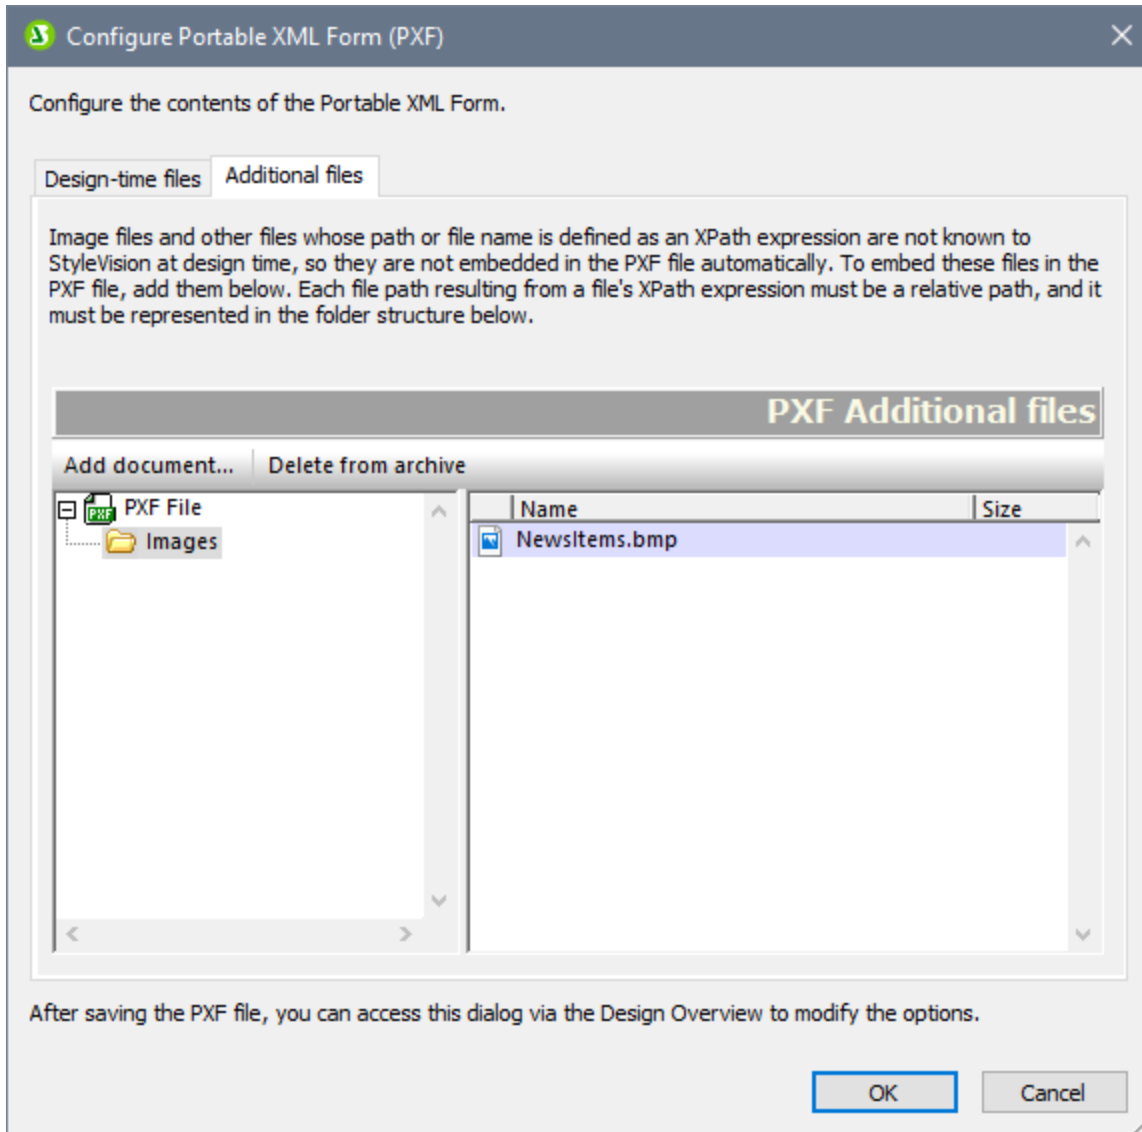 Configure Portable XML Form (PXF)
Configure the contents of the Portable XML Form.
Design-time files
Additional files
Image files and other files whose path or file name is defined as an XPath expression are not known to
StyleVision at design time, so they are not embedded in the PXF file automatically. To embed these files in the
PXF file, add them below. Each file path resulting from a file's XPath expression must be a relative path, and it
must be represented in the folder structure below.
PXF Additional files
Add document...
Delete from archive
PXF
PXF File
Images
Name
Size
NewsItems.bmp
After saving the PXF file, you can access this dialog via the Design Overview to modify the options.
OK
Cancel